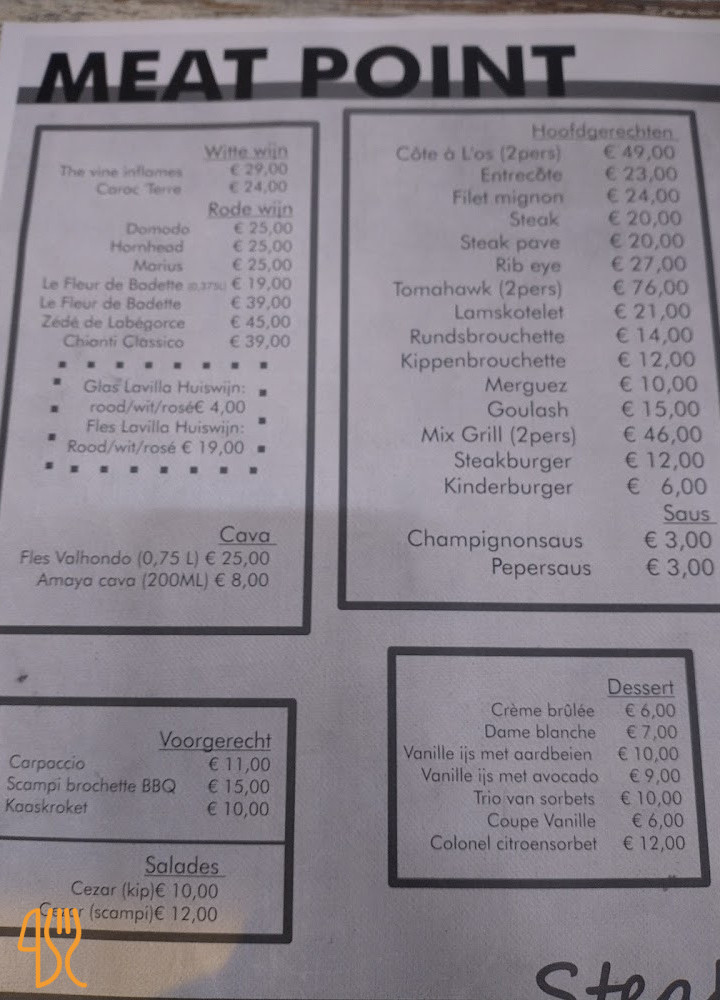 MEAT POINT
Witte wijn
The vine inflames € 29,00
Caroc Terre € 24,00
Rode wijn
Domodo € 25,00
Hornhead € 25,00
Marius € 25,00
Le Fleur de Badette (0,375L) € 19,00
Le Fleur de Badette € 39,00
Zédé de Labégorce € 45,00
Chianti Classico € 39,00
Glas Lavilla Huiswijn:
rood/wit/rosé€ 4,00
Fles Lavilla Huiswijn:
Rood/wit/rosé € 19,00
Cava
Fles Valhondo (0,75 L) € 25,00
Amaya cava (200ML) € 8,00
Hoofdgerechten
Côte à L'os (2pers) € 49,00
Entrecôte € 23,00
Filet mignon € 24,00
Steak € 20,00
Steak pave € 20,00
Rib eye € 27,00
Tomahawk (2pers) € 76,00
Lamskotelet € 21,00
Rundsbrouchette € 14,00
Kippenbrouchette € 12,00
Merguez € 10,00
Goulash € 15,00
Mix Grill (2pers) € 46,00
Steakburger € 12,00
Kinderburger € 6,00
Saus
Champignonsaus € 3,00
Pepersaus € 3,00
Voorgerecht
Carpaccio € 11,00
Scampi brochette BBQ € 15,00
Kaaskroket € 10,00
Salades
Cezar (kip)€ 10,00
Cezar (scampi)€ 12,00
Dessert
Crème brûlée € 6,00
Dame blanche € 7,00
Vanille ijs met aardbeien € 10,00
Vanille ijs met avocado € 9,00
Trio van sorbets € 10,00
Coupe Vanille € 6,00
Colonel citroensorbet € 12,00